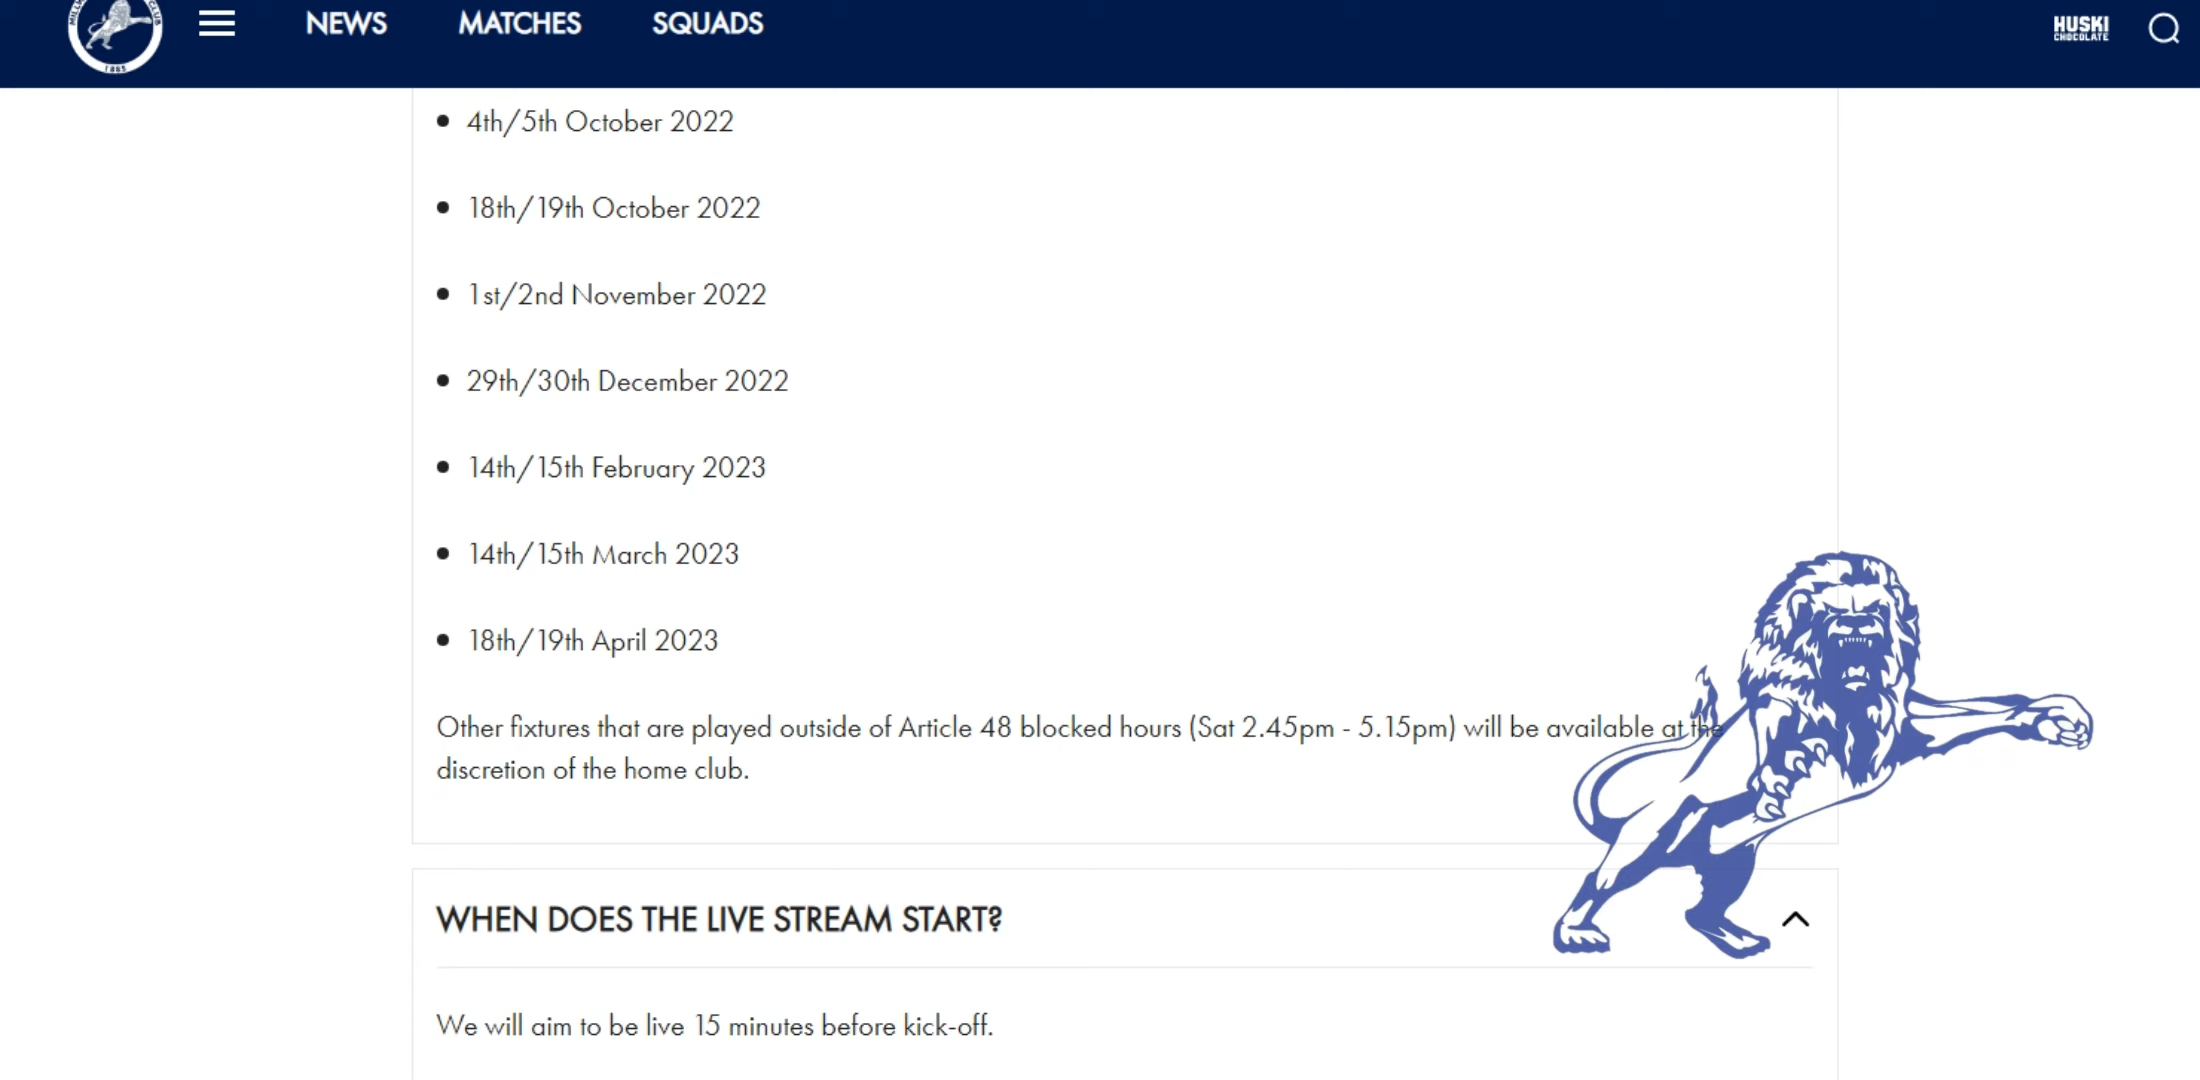 NEWS MATCHES SQUADS HUSKI
CHOCOLATE
CLUB
1885
4th/5th October 2022
18th/19th October 2022
1st/2nd November 2022
29th/30th December 2022
14th/15th February 2023
14th/15th March 2023
18th/19th April 2023
Other fixtures that are played outside of Article 48 blocked hours (Sat 2.45pm - 5.15pm) will be available at the
discretion of the home club.
WHEN DOES THE LIVE STREAM START?
We will aim to be live 15 minutes before kick-off.